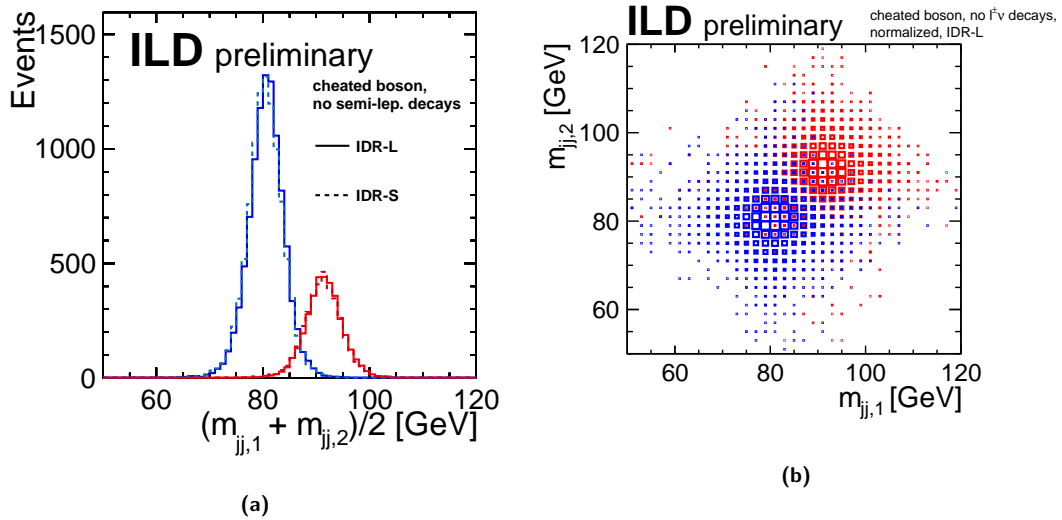 ILD preliminary
cheated boson,
no semi-lep. decays
IDR-L
IDR-S
Events
1500
1000
500
0
60 80 100 120
(m_jj,1 + m_jj,2)/2 [GeV]
(a)
ILD preliminary
cheated boson, no l±ν decays,
normalized, IDR-L
m_jj,2 [GeV]
120
100
80
60
60 80 100 120
m_jj,1 [GeV]
(b)